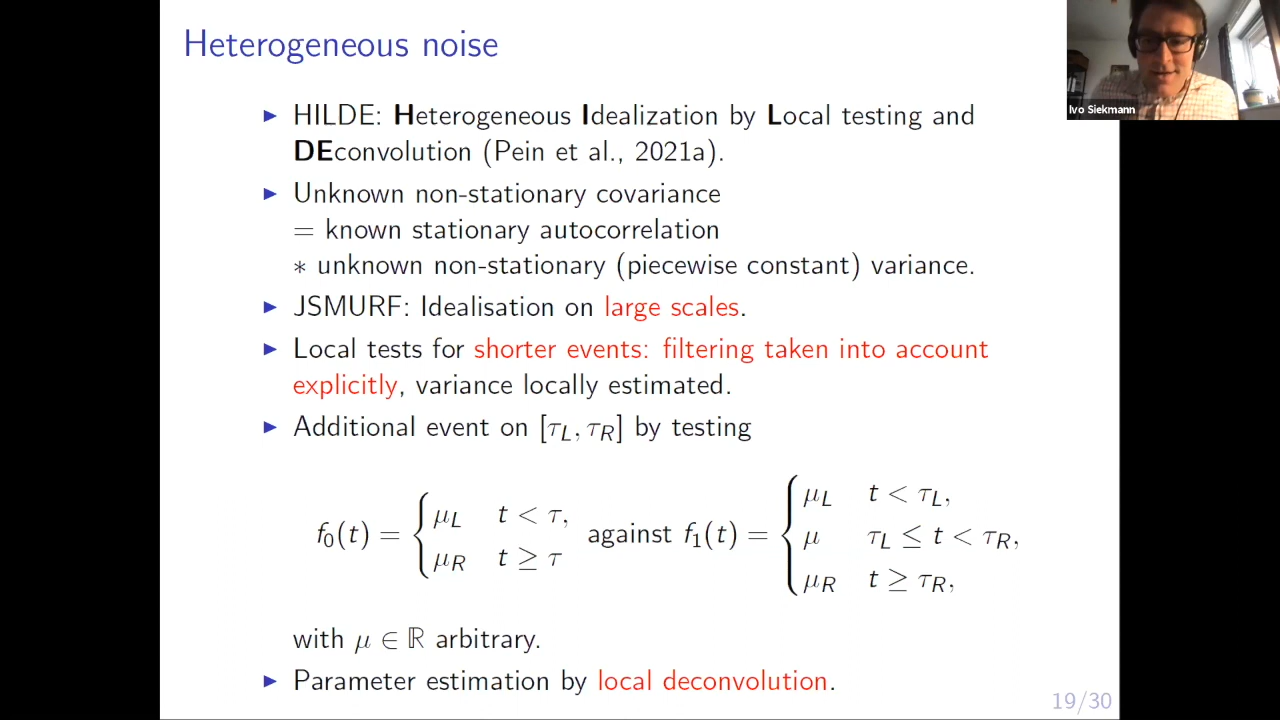 Heterogeneous noise
Ivo Siekmann
▶ HILDE: Heterogeneous Idealization by Local testing and
DEconvolution (Pein et al., 2021a).
▶ Unknown non-stationary covariance
= known stationary autocorrelation
∗ unknown non-stationary (piecewise constant) variance.
▶ JSMURF: Idealisation on large scales.
▶ Local tests for shorter events: filtering taken into account
explicitly, variance locally estimated.
▶ Additional event on [τ_L, τ_R] by testing
f_0(t) = { μ_L t < τ, μ_R t ≥ τ against f_1(t) = { μ_L t < τ_L, μ τ_L ≤ t < τ_R, μ_R t ≥ τ_R,
with μ ∈ ℝ arbitrary.
▶ Parameter estimation by local deconvolution.
19/30